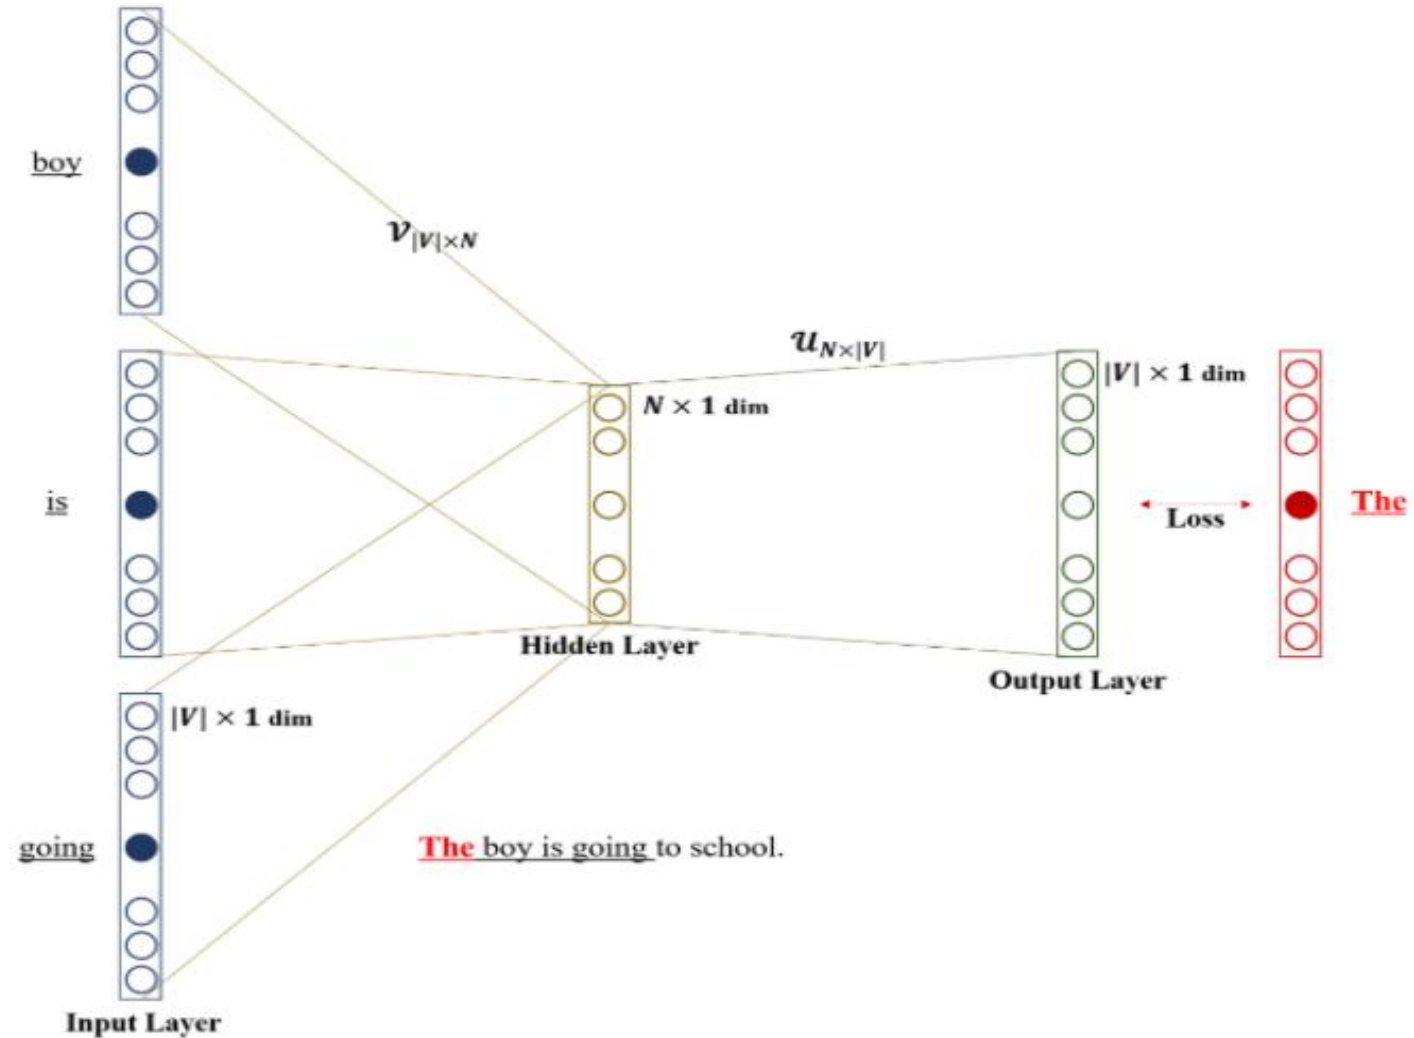 boy
𝒱|V|×N
𝒰N×|V|
|V| × 1 dim
N × 1 dim
is
The
Loss
Hidden Layer
Output Layer
|V| × 1 dim
going
The boy is going to school.
Input Layer